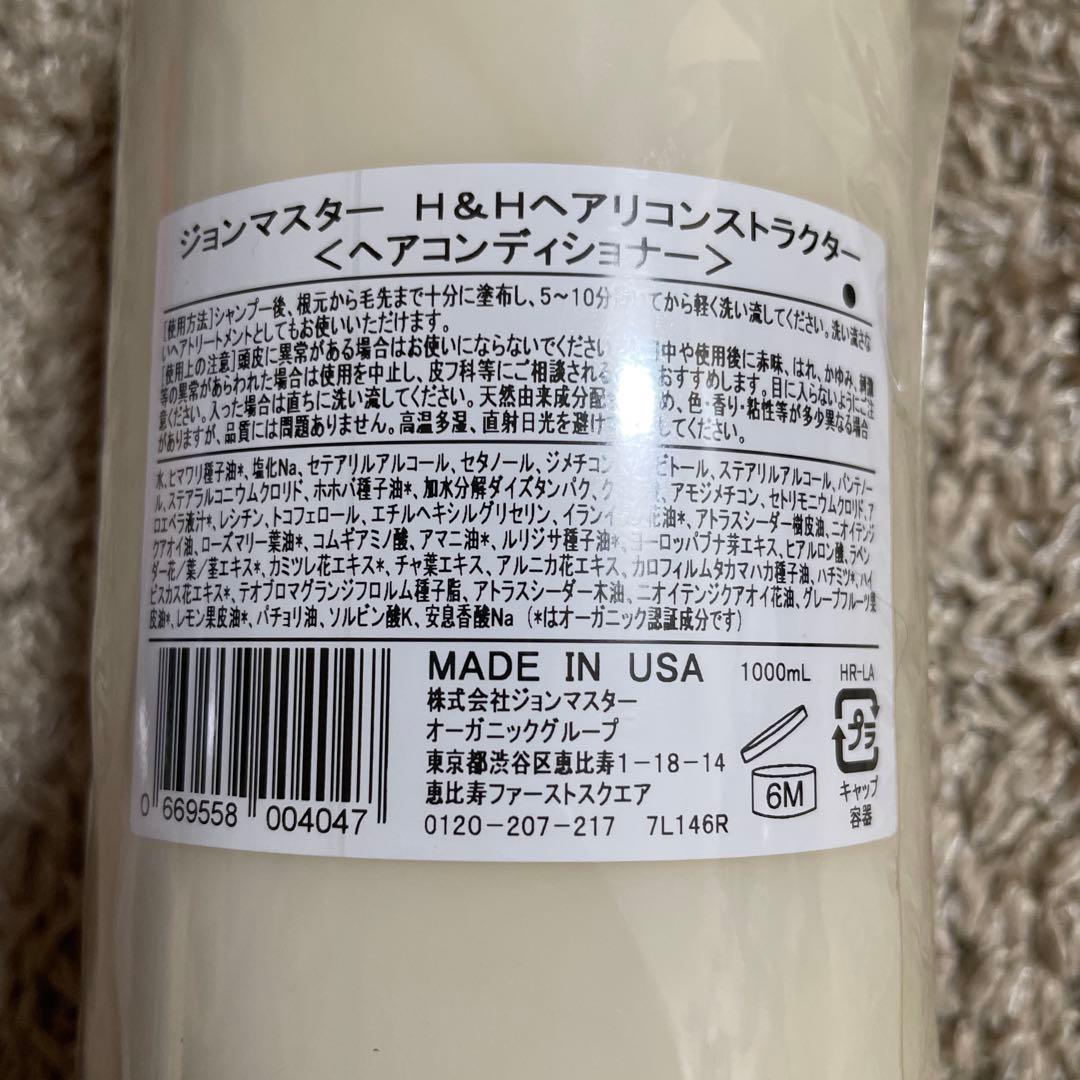 ジョンマスター H&Hヘアリコンストラクター
<ヘアコンディショナー>
[使用方法]シャンプー後、根元から毛先まで十分に塗布し、5~10分 いてから軽く洗い流してください。洗い流さな
いヘアトリートメントとしてもお使いいただけます。
[使用上の注意]頭皮に異常がある場合はお使いにならないでください 中や使用後に赤味、はれ、かゆみ、刺激
等の異常があらわれた場合は使用を中止し、皮フ科等にご相談される おすすめします。目に入らないようにご注
意ください。入った場合は直ちに洗い流してください。天然由来成分配 め、色・香り・粘性等が多少異なる場合
がありますが、品質には問題ありません。高温多湿、直射日光を避け してください。
水、ヒマワリ種子油*、塩化Na、セテアリルアルコール、セタノール、ジメチコン ビトール、ステアリルアルコール、パンテノー
ル、ステアラルコニウムクロリド、ホホバ種子油*、加水分解ダイズタンパク、ク 、アモジメチコン、セトリモニウムクロリド、ア
ロエベラ液汁*、レシチン、トコフェロール、エチルヘキシルグリセリン、イランイラン花油*、アトラスシーダー樹皮油、ニオイテンジ
クアオイ油、ローズマリー葉油*、コムギアミノ酸、アマニ油*、ルリジサ種子油*、ヨーロッパブナ芽エキス、ヒアルロン酸、ラベン
ダー花/葉/茎エキス*、カミツレ花エキス*、チャ葉エキス、アルニカ花エキス、カロフィルムタカマハカ種子油、ハチミツ*、ハイ
ビスカス花エキス*、テオブロマグランジフロルム種子脂、アトラスシーダー木油、ニオイテンジクアオイ花油、グレープフルーツ果
皮油*、レモン果皮油*、パチョリ油、ソルビン酸K、安息香酸Na (*はオーガニック認証成分です)
MADE IN USA 1000mL HR-LA
株式会社ジョンマスター
オーガニックグループ
東京都渋谷区恵比寿1-18-14
恵比寿ファーストスクエア
0120-207-217 7L146R
6M
プラ
キャップ
容器
0 669558 004047